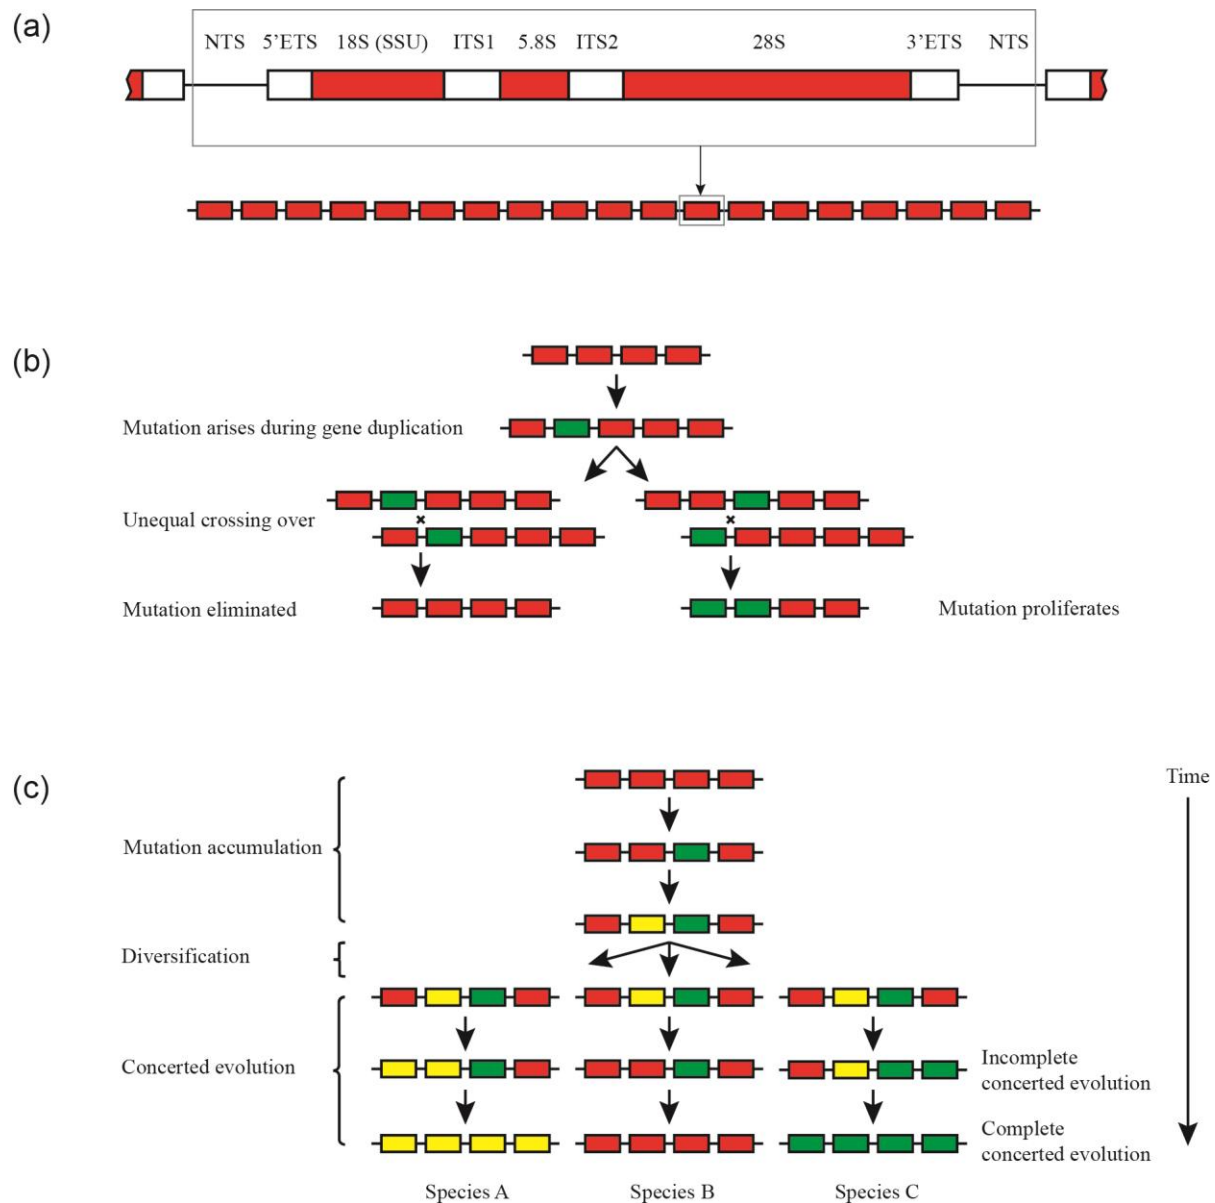 (a)
NTS 5'ETS 18S (SSU) ITS1 5.8S ITS2 28S 3'ETS NTS
(b)
Mutation arises during gene duplication
Unequal crossing over
Mutation eliminated
Mutation proliferates
(c)
Time
Mutation accumulation
Diversification
Concerted evolution
Incomplete
concerted evolution
Complete
concerted evolution
Species A Species B Species C